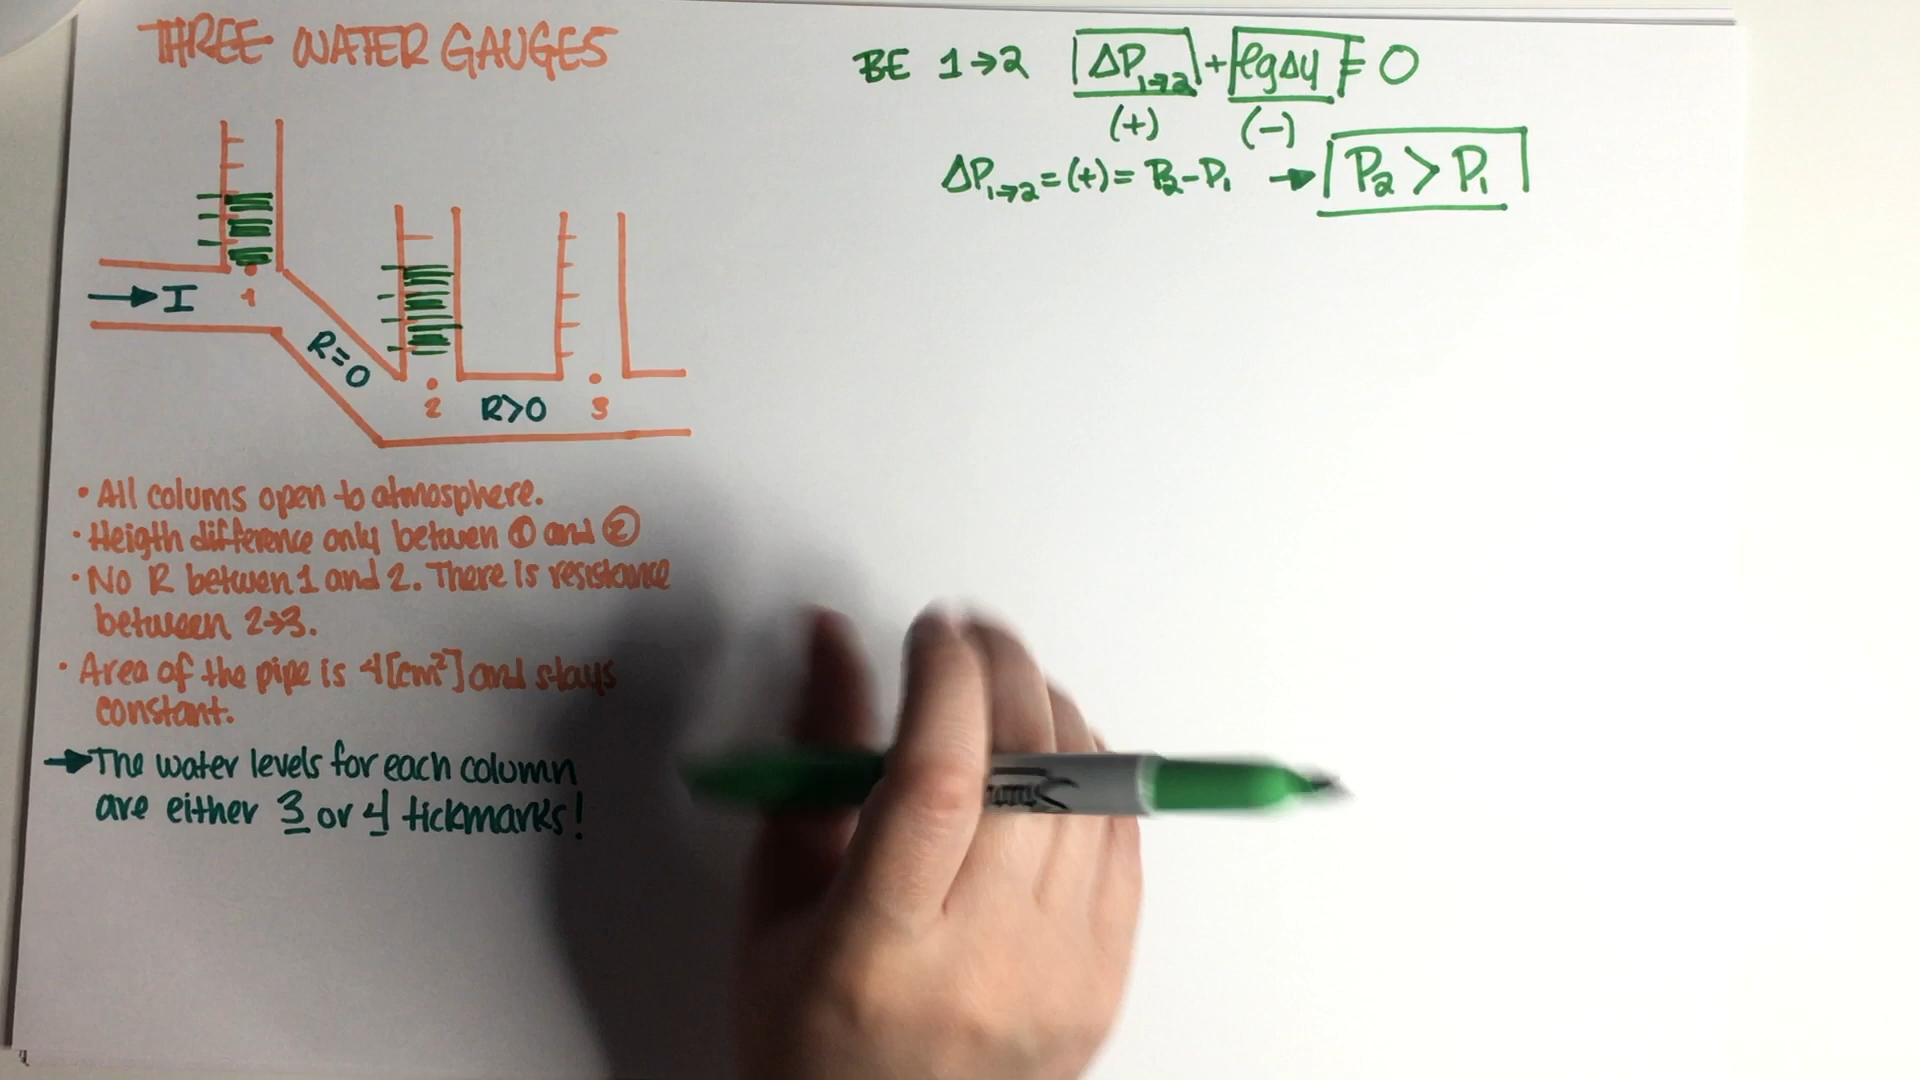 THREE WATER GAUGES
BE 1→2 ΔP1→2 + ρgΔy = 0
(+) (-)
ΔP1→2 = (+) = P2-P1 → P2 > P1
→ I
1
R=0
2
R>0
3
• All colums open to atmosphere.
• Heigth difference only betwen ① and ②
• No R betwen 1 and 2. There is resistance
between 2→3.
• Area of the pipe is 4[cm²] and stays
constant.
→ The water levels for each column
are either 3 or 4 tickmarks!